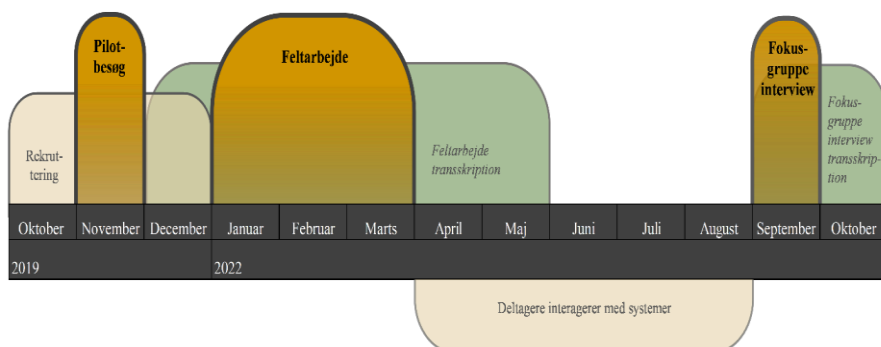 Pilot-
besøg
Feltarbejde
Fokus-
gruppe
interview
Rekrut-
tering
Feltarbejde
transskription
Fokus-
gruppe
interview
transskrip-
tion
Oktober November December Januar Februar Marts April Maj Juni Juli August September Oktober
2019 2022
Deltagere interagerer med systemer